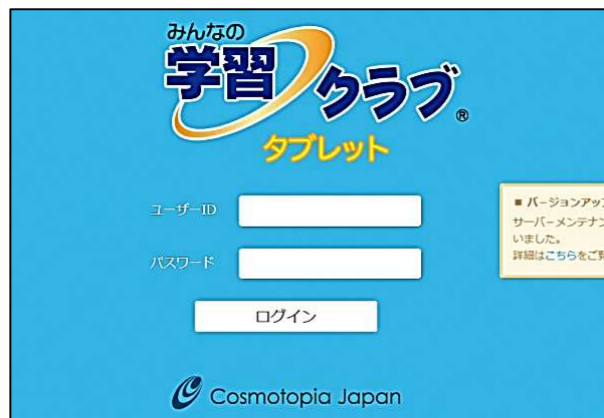 みんなの
学習クラブ®
タブレット
ユーザーID
パスワード
ログイン
■ バージョンアップ
サーバーメンテナン
いました。
詳細はこちらをご覧
Cosmotopia Japan